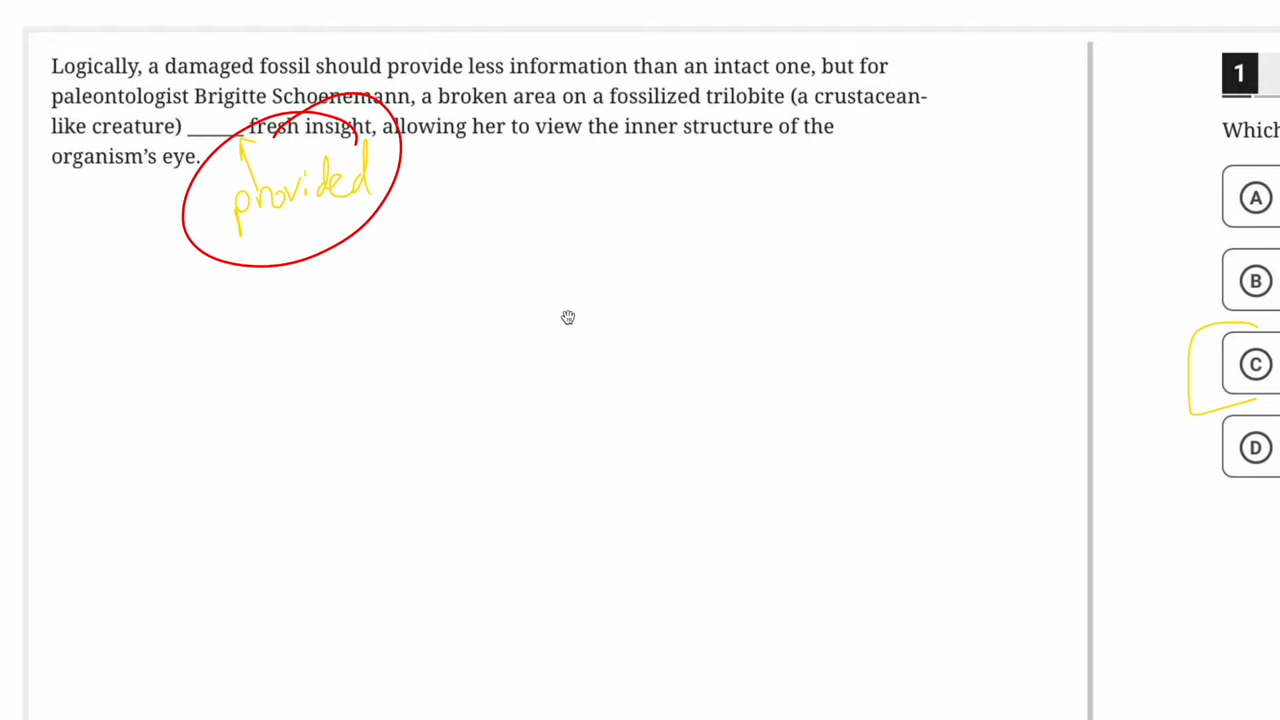 Logically, a damaged fossil should provide less information than an intact one, but for
paleontologist Brigitte Schoenemann, a broken area on a fossilized trilobite (a crustacean-
like creature) ______ fresh insight, allowing her to view the inner structure of the
organism's eye.
provided
1
Which
A
B
C
D